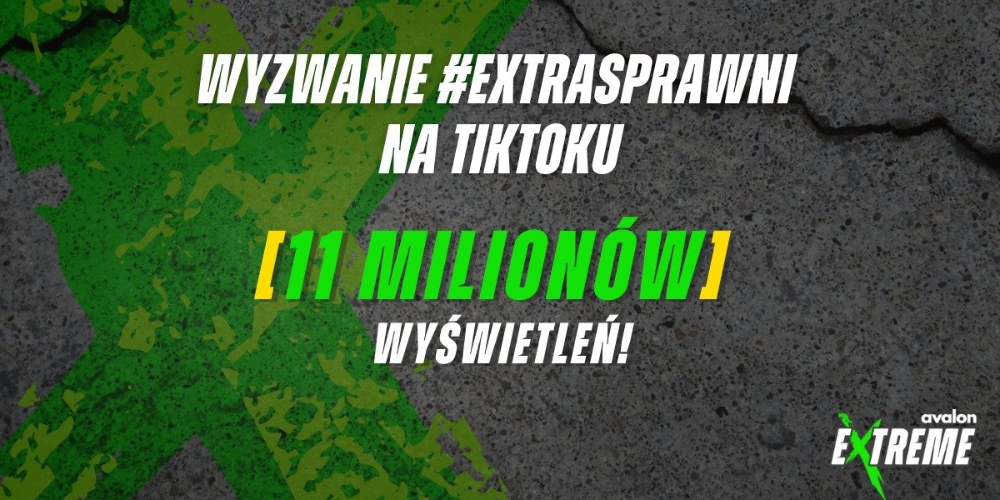 WYZWANIE #EXTRASPRAWNI
NA TIKTOKU
[11 MILIONÓW]
WYŚWIETLEŃ!
avalon
EXTREME